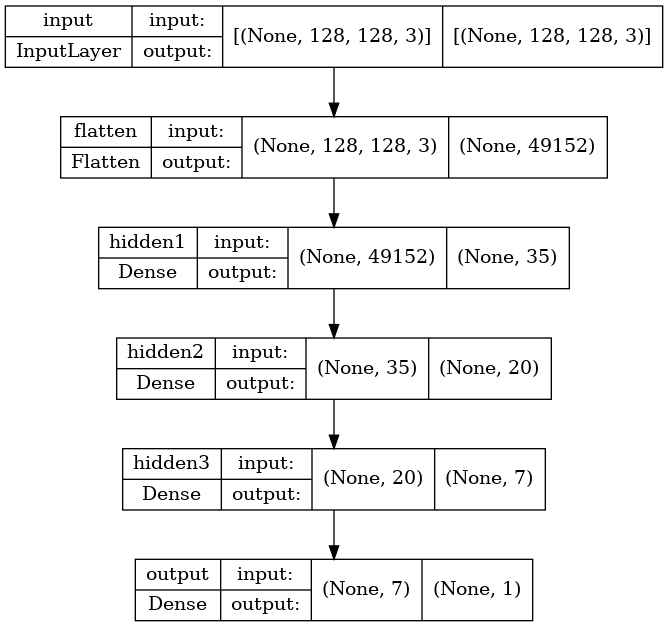 input input: [(None, 128, 128, 3)] [(None, 128, 128, 3)]
InputLayer output:
flatten input: (None, 128, 128, 3) (None, 49152)
Flatten output:
hidden1 input: (None, 49152) (None, 35)
Dense output:
hidden2 input: (None, 35) (None, 20)
Dense output:
hidden3 input: (None, 20) (None, 7)
Dense output:
output input: (None, 7) (None, 1)
Dense output: